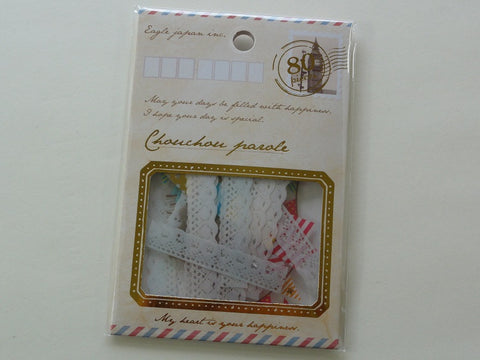 Eagle japan inc.
80
May your days be filled with happiness.
I hope your day is special.
Chouchou parole
My heart is your happiness.